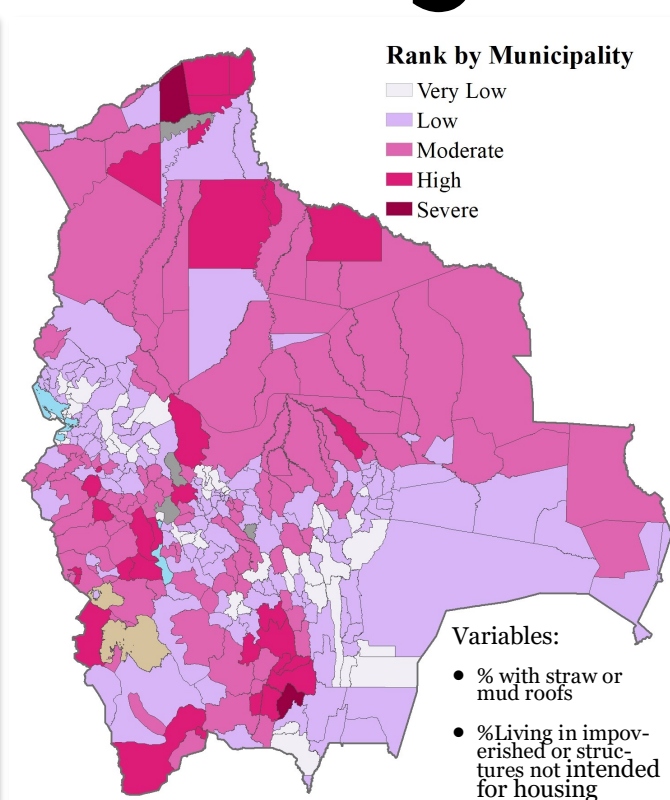 Rank by Municipality
Very Low
Low
Moderate
High
Severe
Variables:
• % with straw or
mud roofs
• %Living in impov-
erished or struc-
tures not intended
for housing